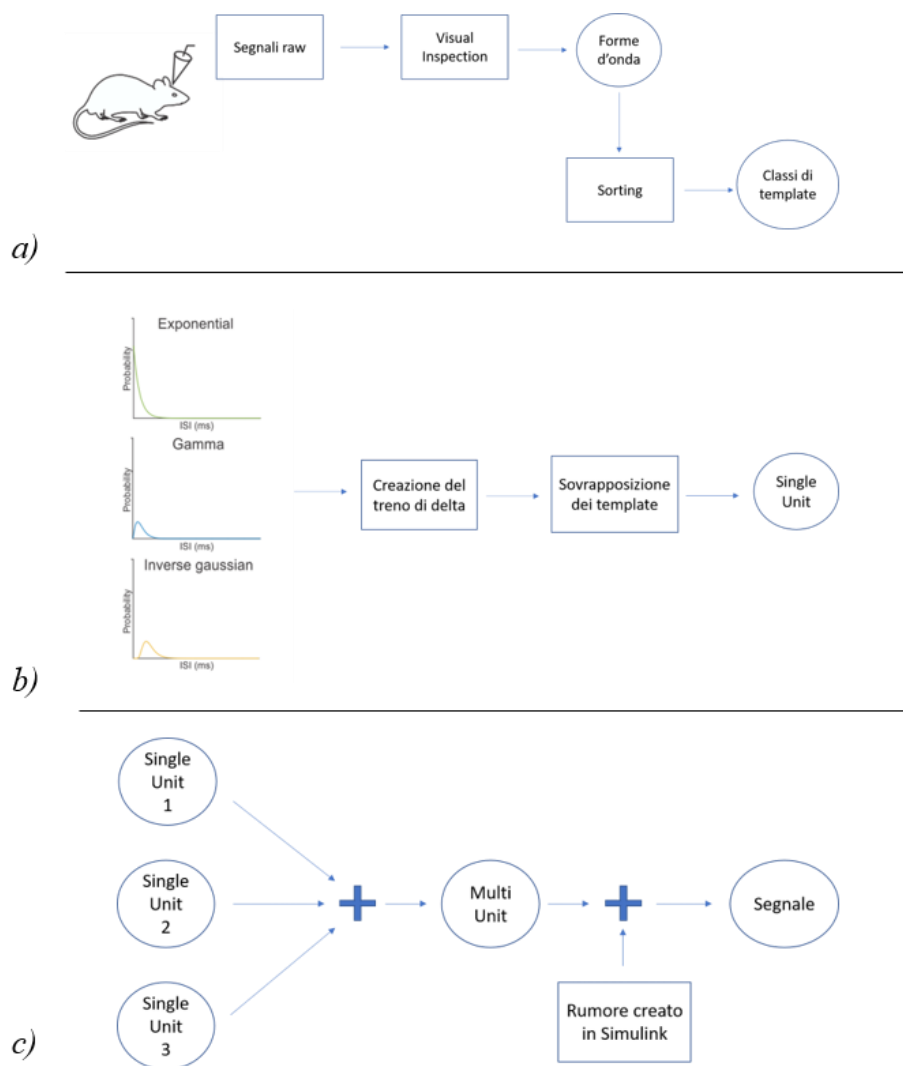 Segnali raw
Visual
Inspection
Forme
d'onda
Sorting
Classi di
template
a)
Exponential
Probability
ISI (ms)
Gamma
Probability
ISI (ms)
Inverse gaussian
Probability
ISI (ms)
Creazione del
treno di delta
Sovrapposizione
dei template
Single
Unit
b)
Single
Unit
1
Single
Unit
2
Single
Unit
3
Multi
Unit
Segnale
Rumore creato
in Simulink
c)